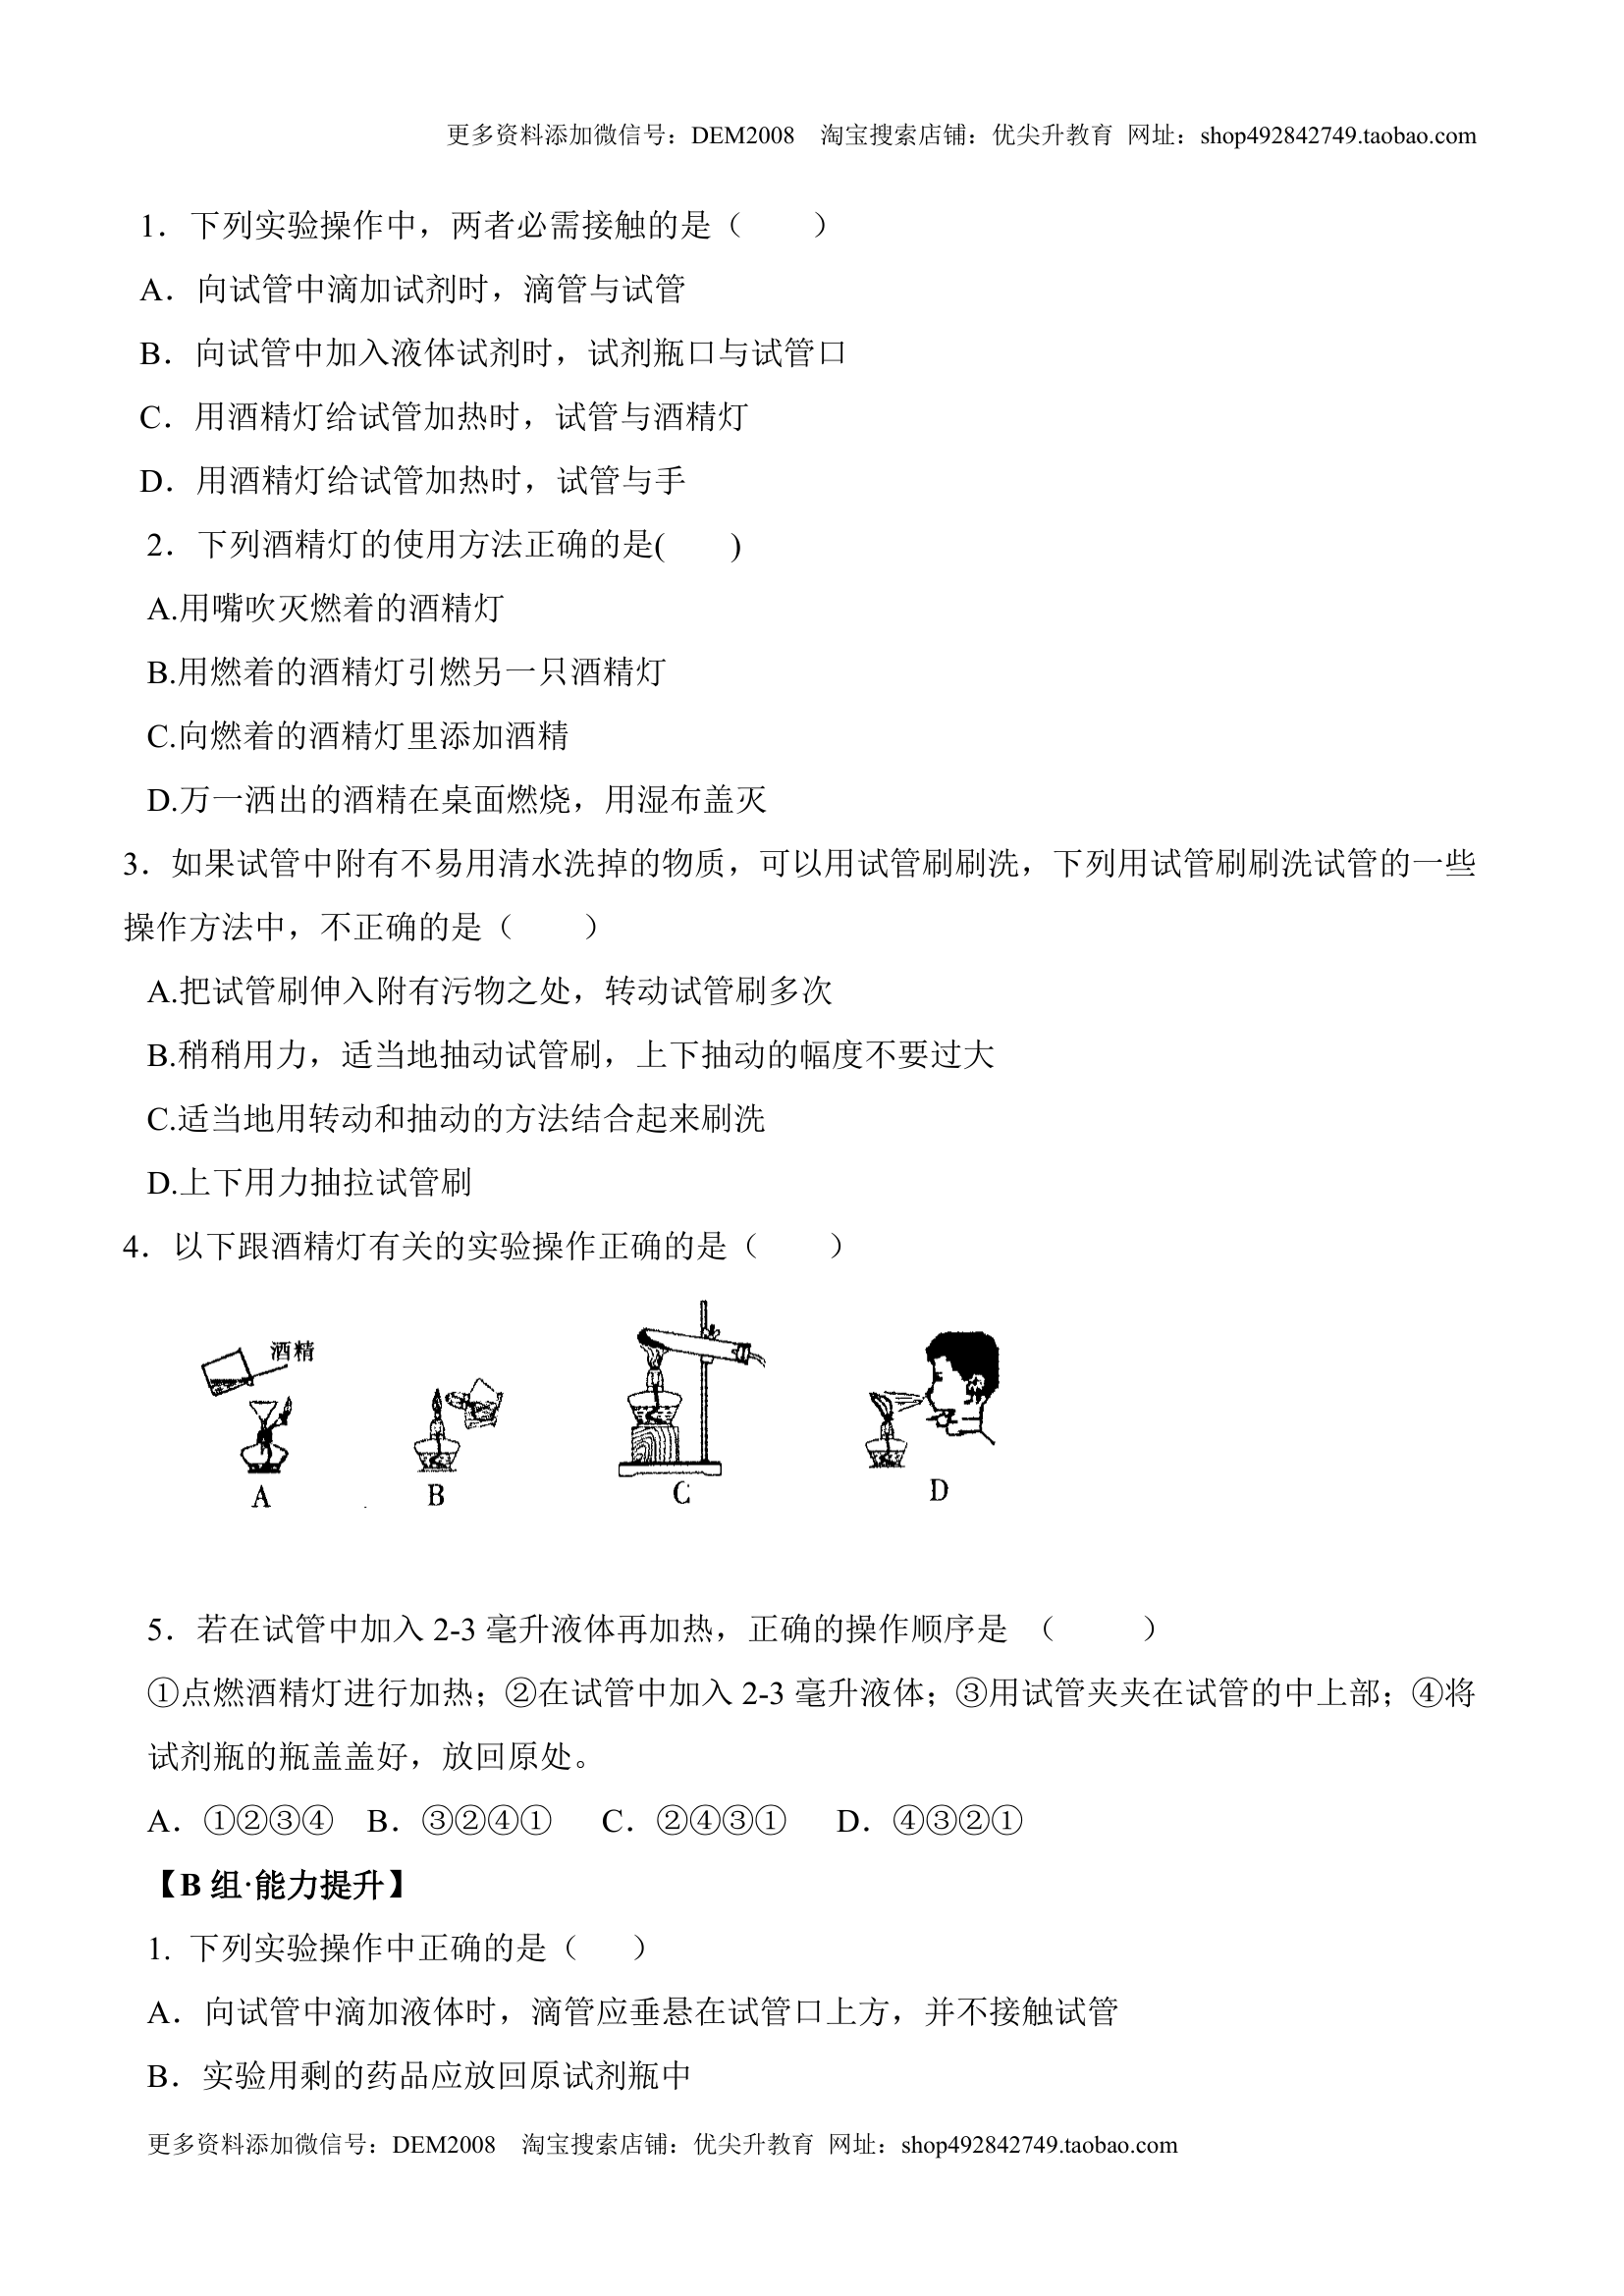 更多资料添加微信号：DEM2008　淘宝搜索店铺：优尖升教育 网址：shop492842749.taobao.com
1．下列实验操作中，两者必需接触的是（　　）
A．向试管中滴加试剂时，滴管与试管
B．向试管中加入液体试剂时，试剂瓶口与试管口
C．用酒精灯给试管加热时，试管与酒精灯
D．用酒精灯给试管加热时，试管与手
2．下列酒精灯的使用方法正确的是(　　)
A.用嘴吹灭燃着的酒精灯
B.用燃着的酒精灯引燃另一只酒精灯
C.向燃着的酒精灯里添加酒精
D.万一洒出的酒精在桌面燃烧，用湿布盖灭
3．如果试管中附有不易用清水洗掉的物质，可以用试管刷刷洗，下列用试管刷刷洗试管的一些
操作方法中，不正确的是（　　）
A.把试管刷伸入附有污物之处，转动试管刷多次
B.稍稍用力，适当地抽动试管刷，上下抽动的幅度不要过大
C.适当地用转动和抽动的方法结合起来刷洗
D.上下用力抽拉试管刷
4．以下跟酒精灯有关的实验操作正确的是（　　）
酒精
A B C D
5．若在试管中加入 2-3 毫升液体再加热，正确的操作顺序是 （　　）
①点燃酒精灯进行加热；②在试管中加入 2-3 毫升液体；③用试管夹夹在试管的中上部；④将
试剂瓶的瓶盖盖好，放回原处。
A．①②③④ B．③②④① C．②④③① D．④③②①
【B 组·能力提升】
1. 下列实验操作中正确的是（　　）
A．向试管中滴加液体时，滴管应垂悬在试管口上方，并不接触试管
B．实验用剩的药品应放回原试剂瓶中
更多资料添加微信号：DEM2008　淘宝搜索店铺：优尖升教育 网址：shop492842749.taobao.com